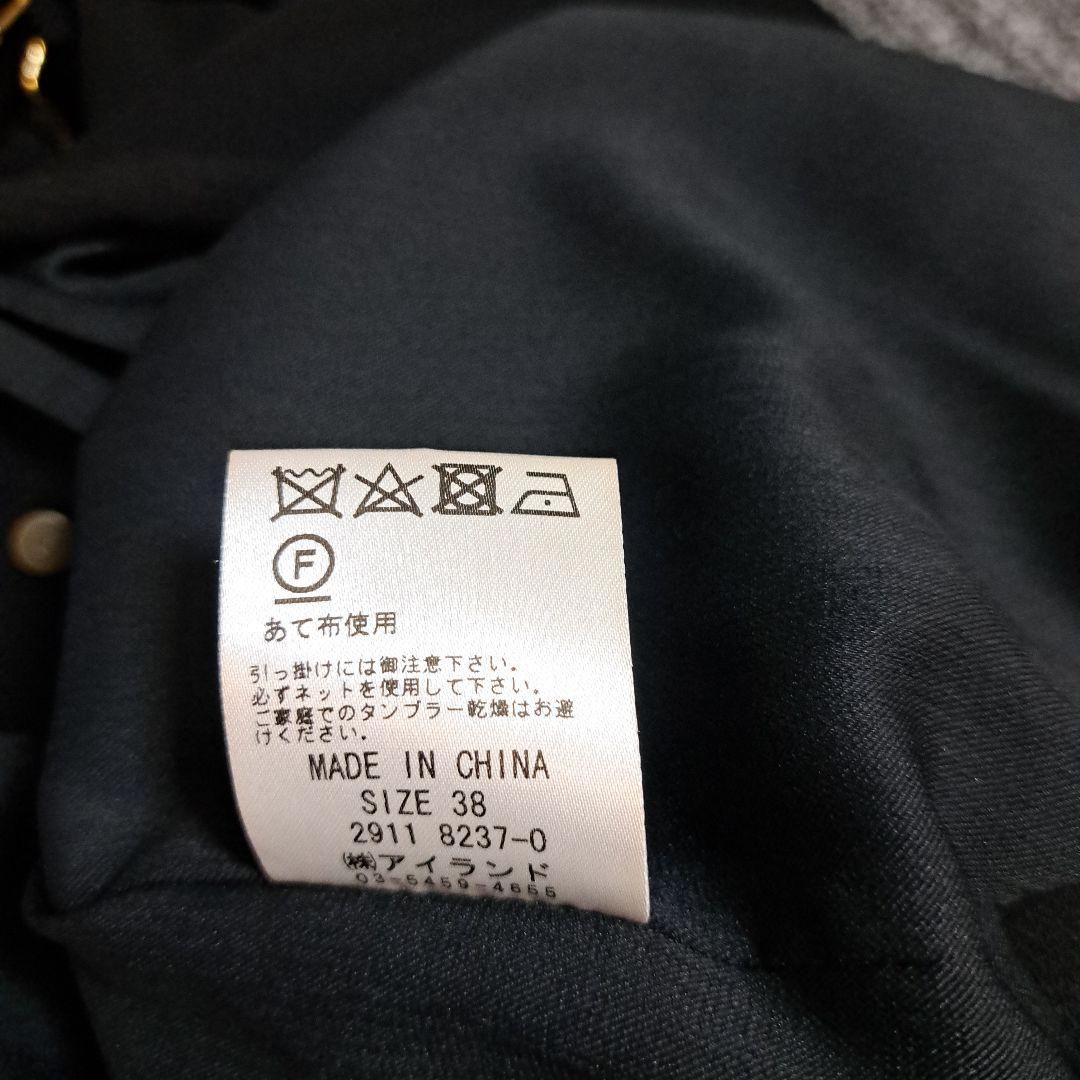 F
あて布使用
引っ掛けには御注意下さい。
必ずネットを使用して下さい。
ご家庭でのタンブラー乾燥はお避
けください。
MADE IN CHINA
SIZE 38
2911 8237-0
㈱アイランド
03-5459-4655